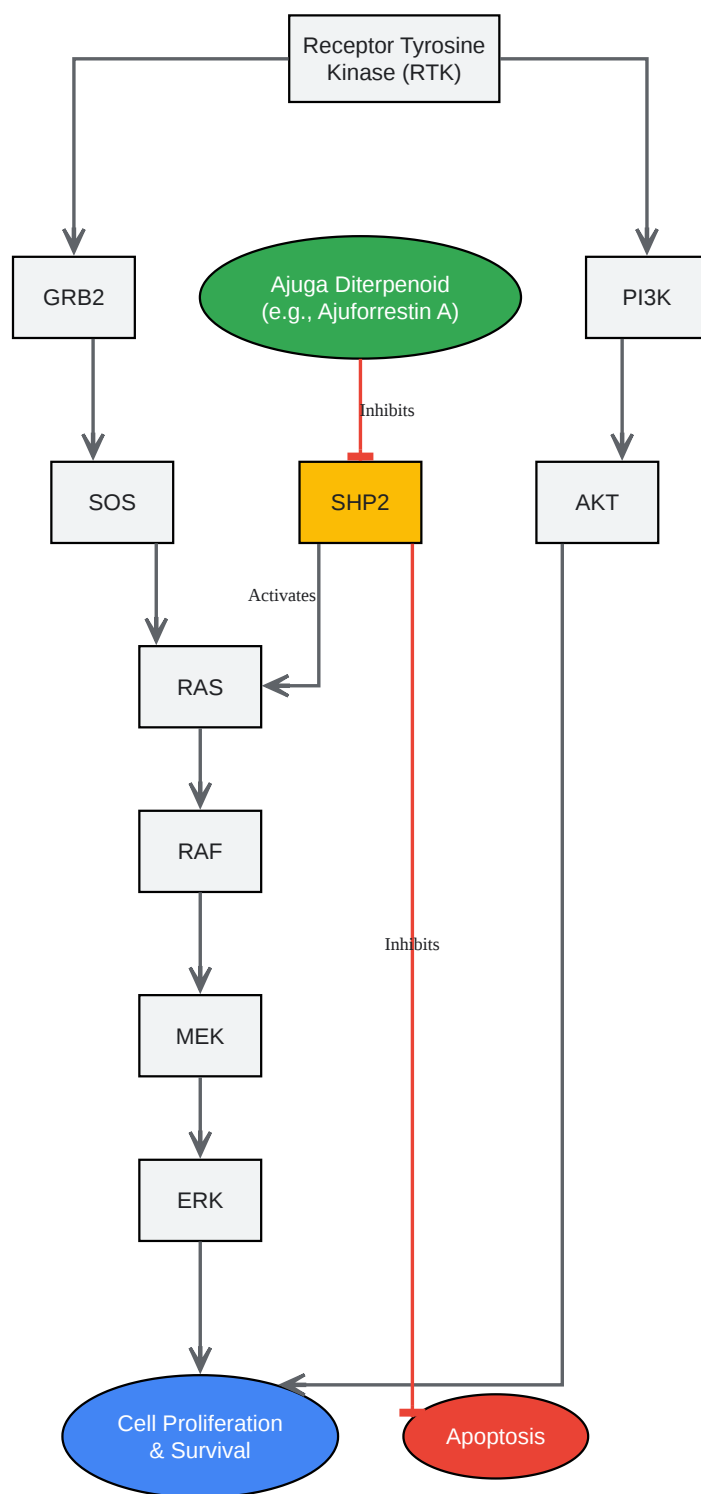 Receptor Tyrosine
Kinase (RTK)
GRB2
Ajuga Diterpenoid
(e.g., Ajuforrestin A)
PI3K
Inhibits
SOS
SHP2
AKT
Activates
RAS
RAF
Inhibits
MEK
ERK
Cell Proliferation
& Survival
Apoptosis